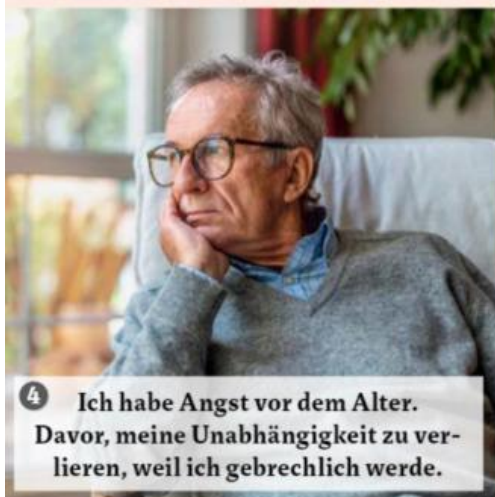 4 Ich habe Angst vor dem Alter.
Davor, meine Unabhängigkeit zu ver-
lieren, weil ich gebrechlich werde.